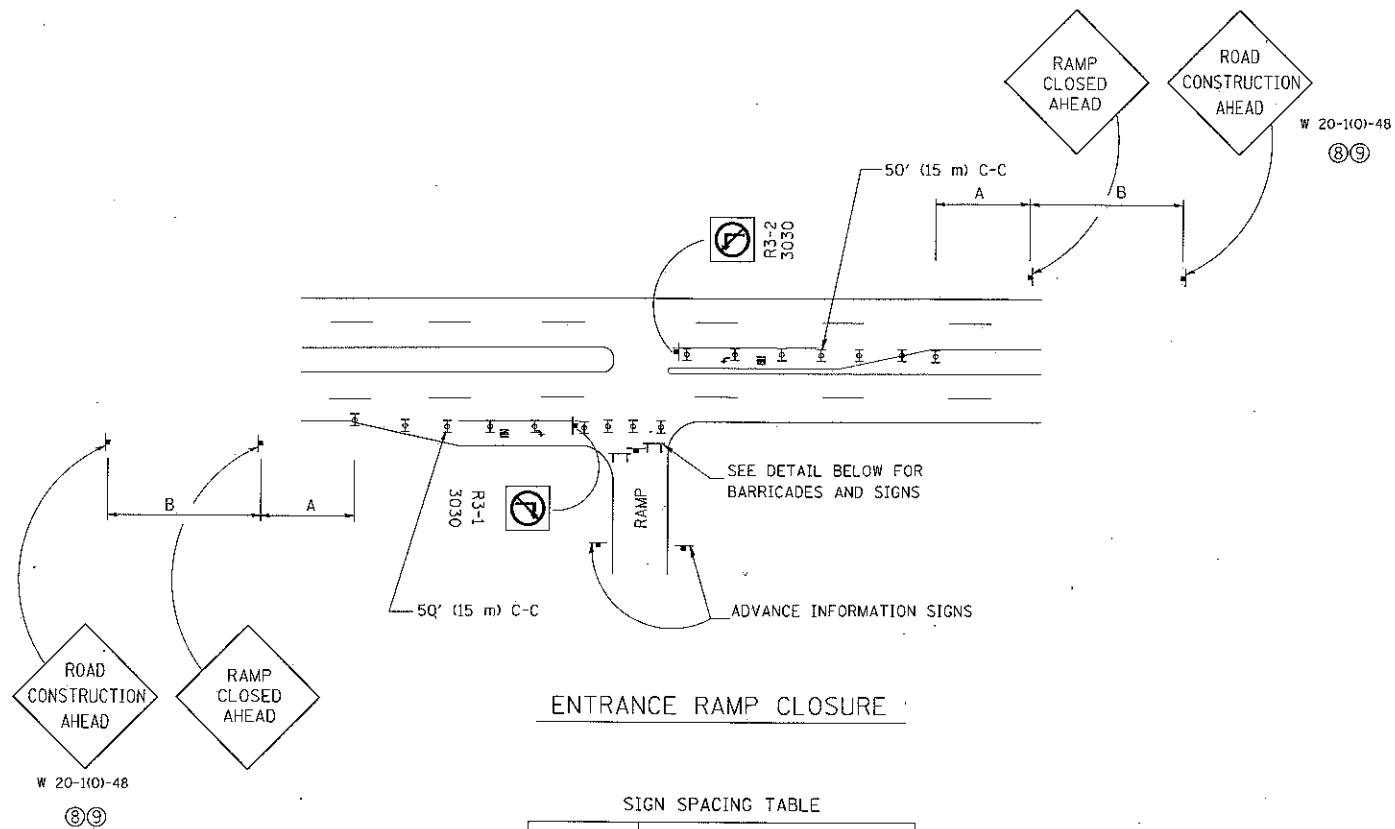 RAMP
CLOSED
AHEAD
ROAD
CONSTRUCTION
AHEAD
W 20-1(O)-48
⑧⑨
50' (15 m) C-C
A
B
R3-2
3030
SEE DETAIL BELOW FOR
BARRICADES AND SIGNS
B
A
R3-1
3030
RAMP
50' (15 m) C-C
ADVANCE INFORMATION SIGNS
ROAD
CONSTRUCTION
AHEAD
RAMP
CLOSED
AHEAD
W 20-1(O)-48
⑧⑨
ENTRANCE RAMP CLOSURE
SIGN SPACING TABLE